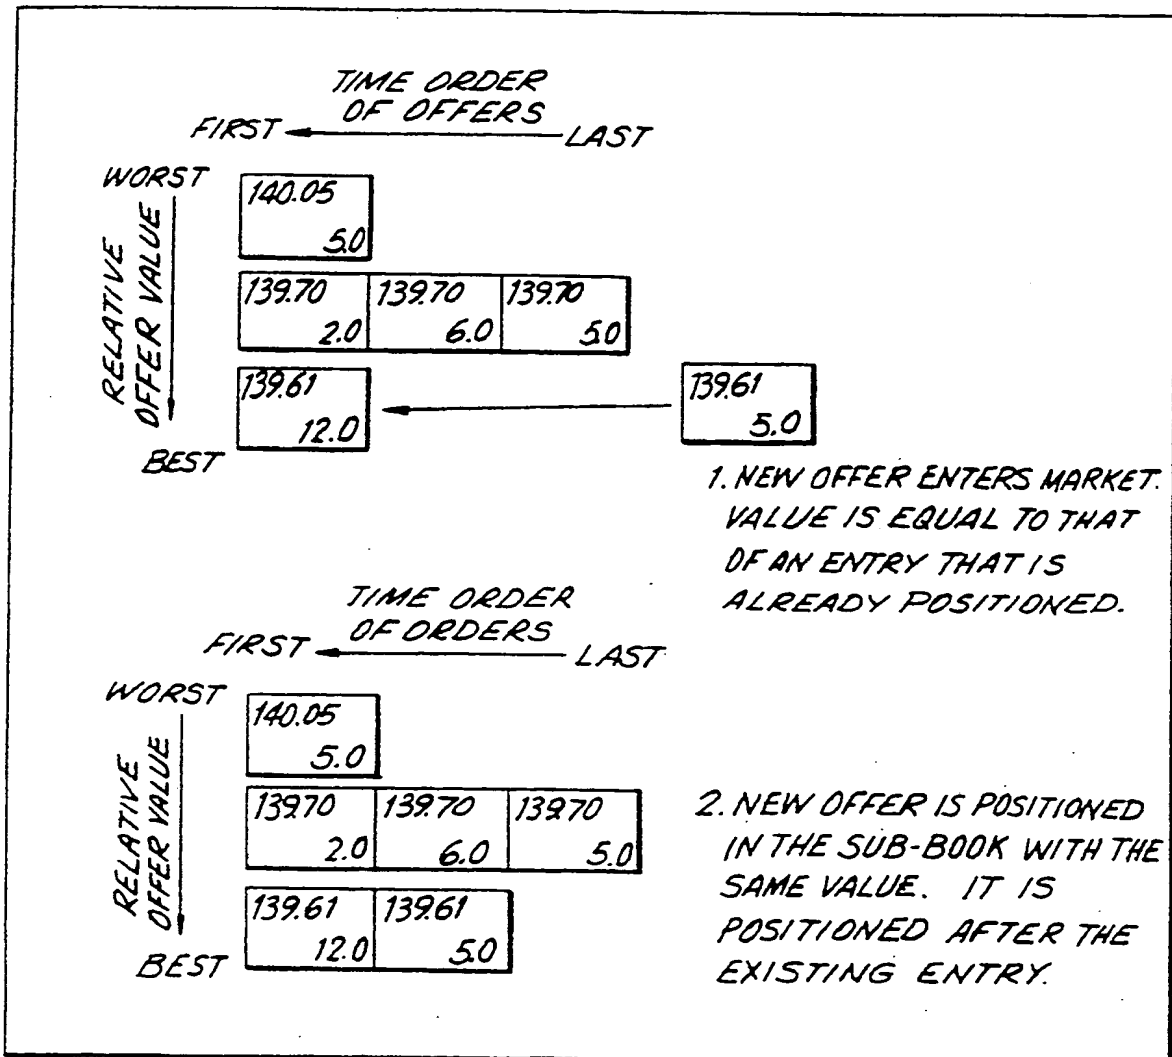 TIME ORDER
OF OFFERS
FIRST LAST
WORST
RELATIVE
OFFER VALUE
140.05
5.0
139.70 139.70 139.70
2.0 6.0 5.0
139.61 139.61
12.0 5.0
BEST
1. NEW OFFER ENTERS MARKET.
VALUE IS EQUAL TO THAT
OF AN ENTRY THAT IS
ALREADY POSITIONED.
TIME ORDER
OF ORDERS
FIRST LAST
WORST
RELATIVE
OFFER VALUE
140.05
5.0
139.70 139.70 139.70
2.0 6.0 5.0
139.61 139.61
12.0 5.0
BEST
2. NEW OFFER IS POSITIONED
IN THE SUB-BOOK WITH THE
SAME VALUE. IT IS
POSITIONED AFTER THE
EXISTING ENTRY.